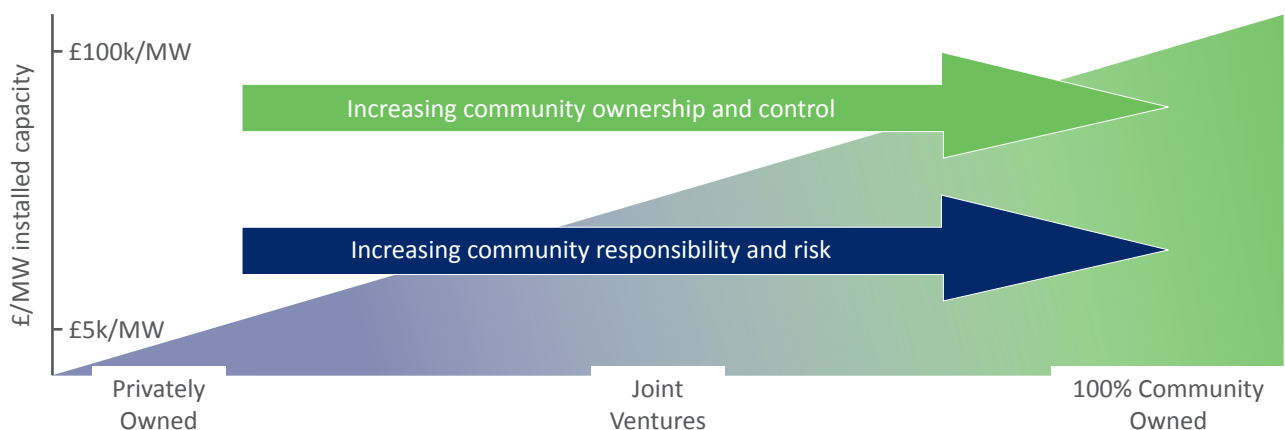 £/MW installed capacity
£100k/MW
£5k/MW
Increasing community ownership and control
Increasing community responsibility and risk
Privately
Owned
Joint
Ventures
100% Community
Owned